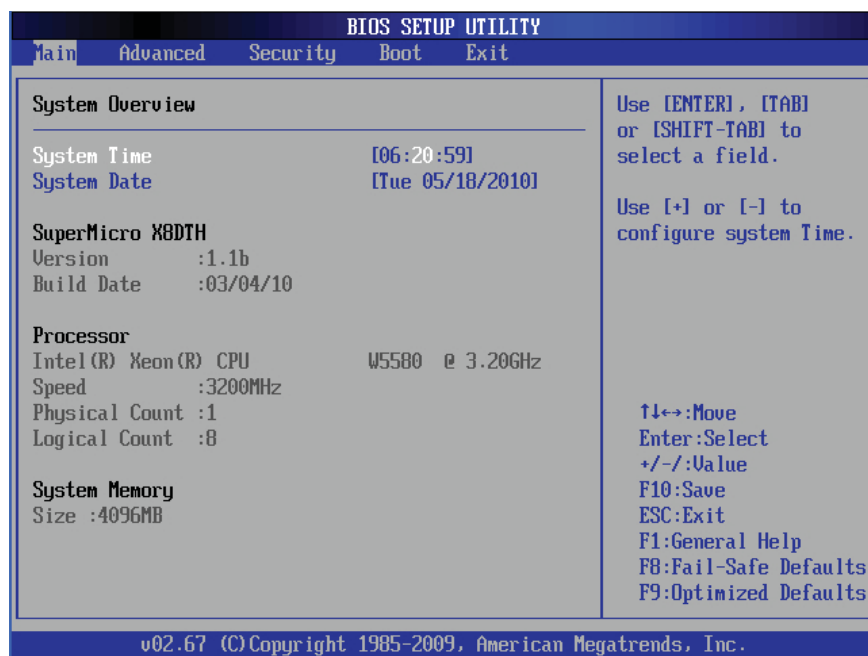 BIOS SETUP UTILITY
Main Advanced Security Boot Exit
System Overview
System Time [06:20:59]
System Date [Tue 05/18/2010]
SuperMicro X8DTH
Version :1.1b
Build Date :03/04/10
Processor
Intel(R) Xeon(R) CPU W5580 @ 3.20GHz
Speed :3200MHz
Physical Count :1
Logical Count :8
System Memory
Size :4096MB
Use [ENTER], [TAB]
or [SHIFT-TAB] to
select a field.
Use [+] or [-] to
configure system Time.
↑↓←→:Move
Enter:Select
+/-/:Value
F10:Save
ESC:Exit
F1:General Help
F8:Fail-Safe Defaults
F9:Optimized Defaults
v02.67 (C)Copyright 1985-2009, American Megatrends, Inc.